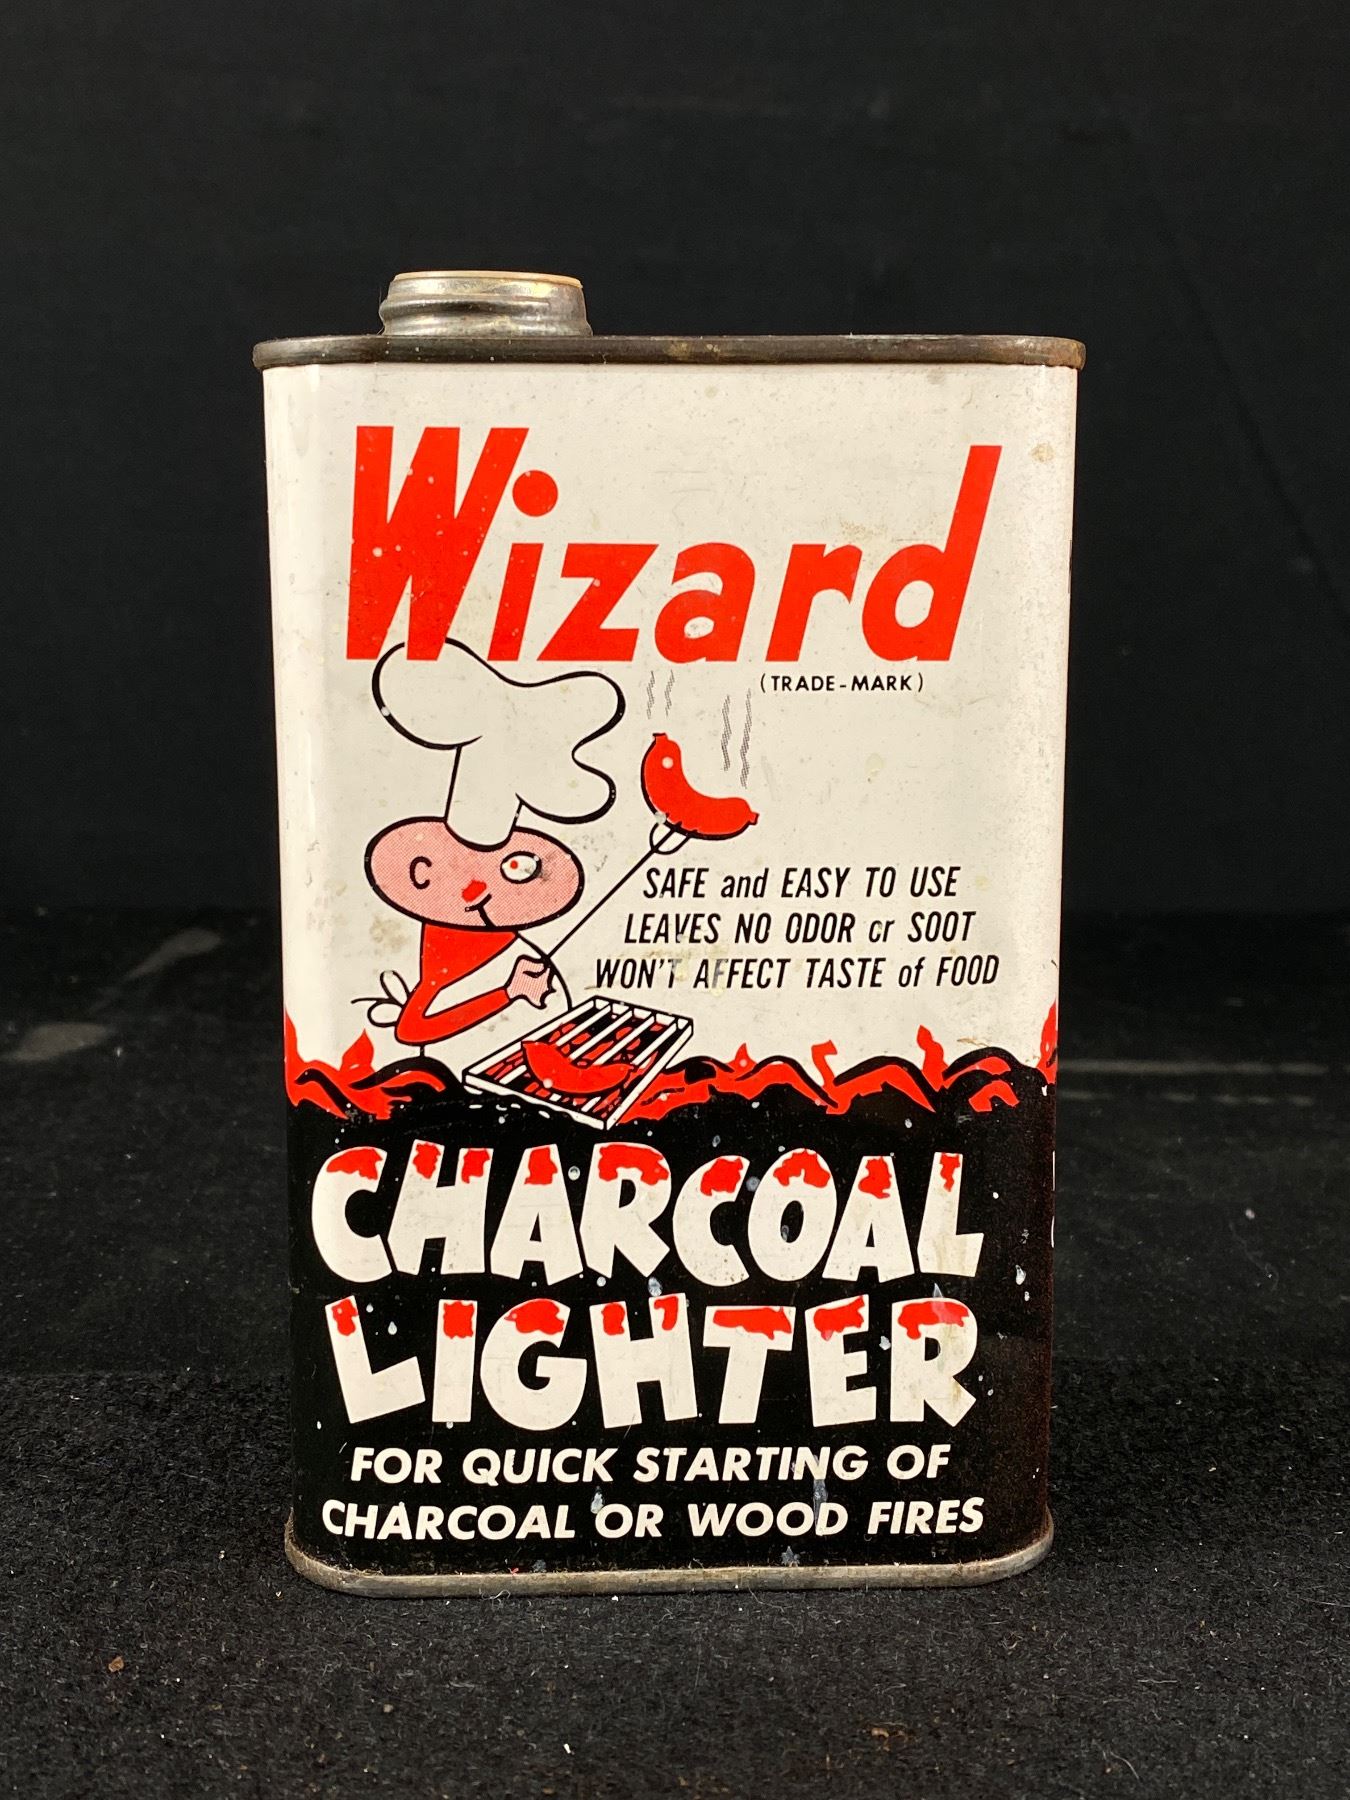 Wizard
(TRADE-MARK)
SAFE and EASY TO USE
LEAVES NO ODOR or SOOT
WON'T AFFECT TASTE of FOOD
CHARCOAL
LIGHTER
FOR QUICK STARTING OF
CHARCOAL OR WOOD FIRES